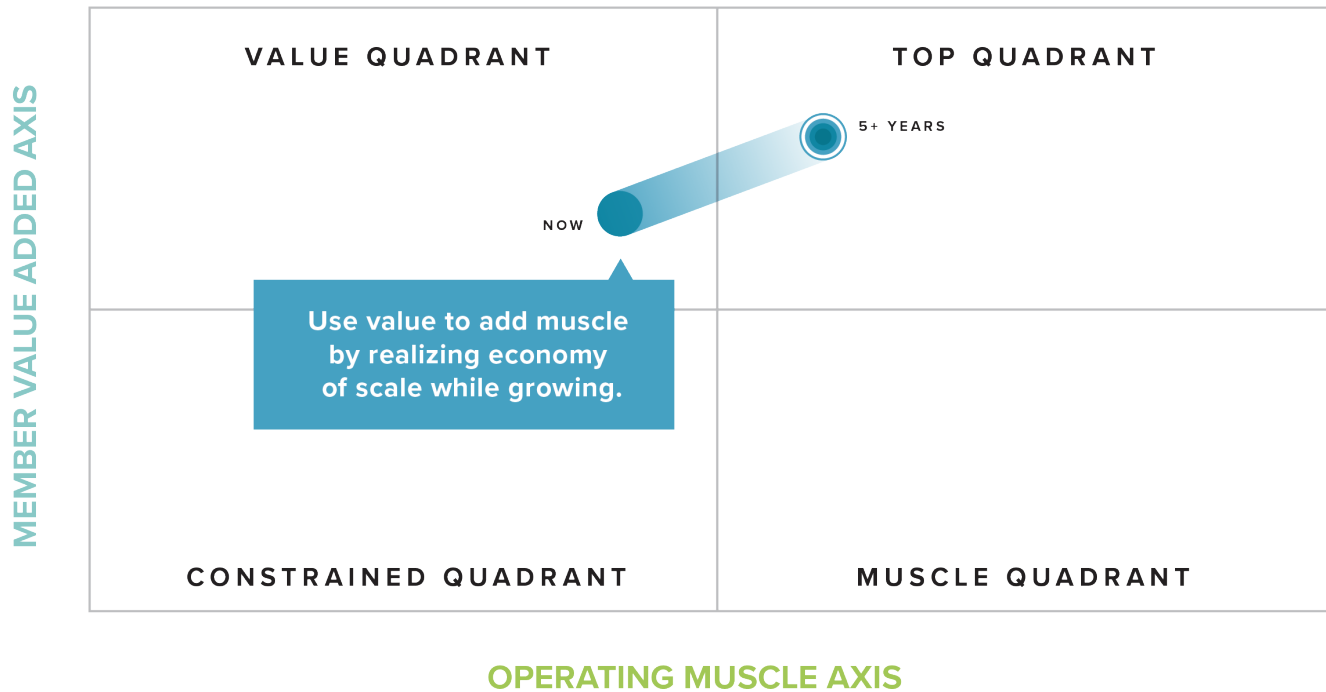 VALUE QUADRANT
TOP QUADRANT
5+ YEARS
NOW
Use value to add muscle
by realizing economy
of scale while growing.
CONSTRAINED QUADRANT
MUSCLE QUADRANT
MEMBER VALUE ADDED AXIS
OPERATING MUSCLE AXIS